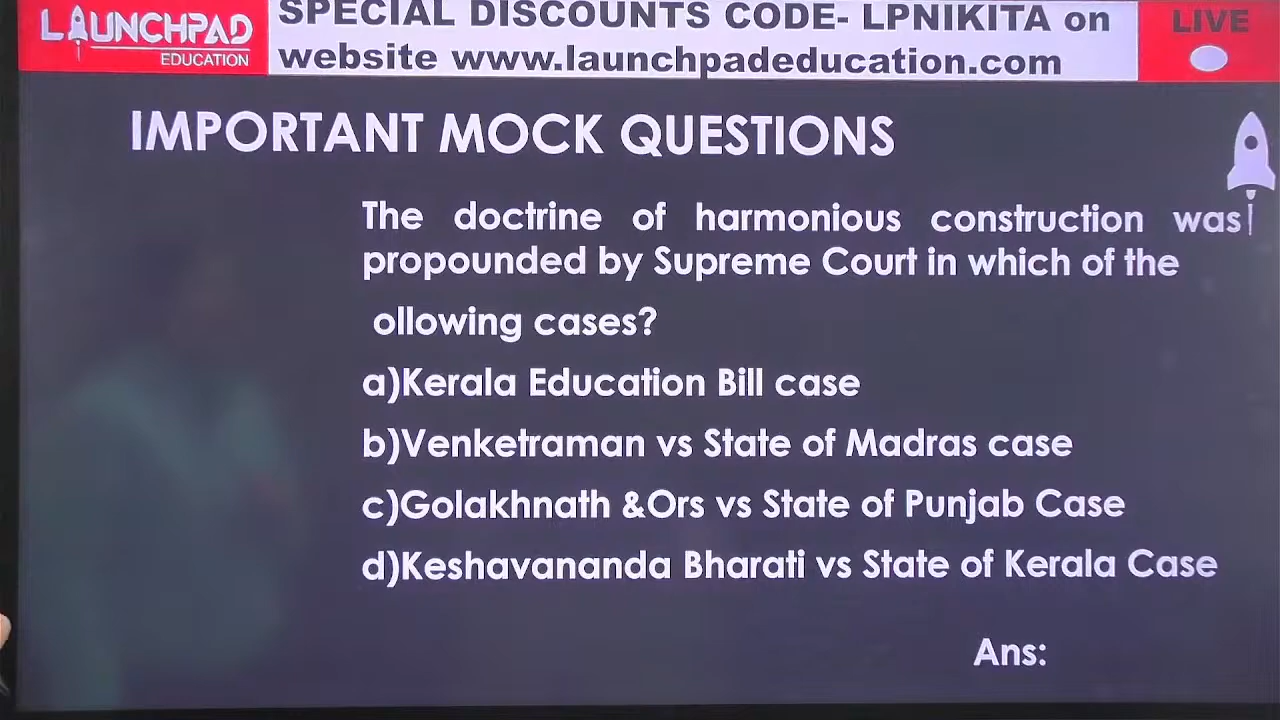 LAUNCHPAD
EDUCATION
SPECIAL DISCOUNTS CODE- LPNIKITA on
website www.launchpadeducation.com
LIVE
IMPORTANT MOCK QUESTIONS
The doctrine of harmonious construction was
propounded by Supreme Court in which of the
ollowing cases?
a)Kerala Education Bill case
b)Venketraman vs State of Madras case
c)Golakhnath &Ors vs State of Punjab Case
d)Keshavananda Bharati vs State of Kerala Case
Ans: